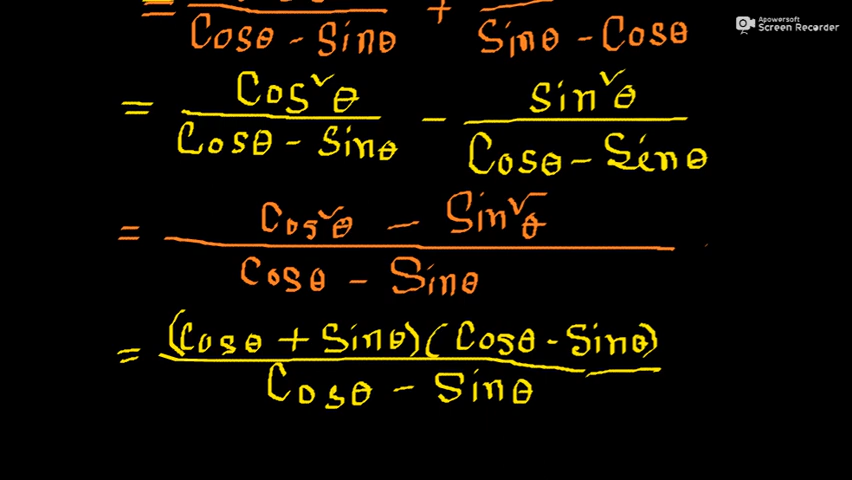 Apowersoft
Screen Recorder
= ――― / (Cosθ - Sinθ) + ――― / (Sinθ - Cosθ)
= Cos²θ / (Cosθ - Sinθ) - Sin²θ / (Cosθ - Sinθ)
= (Cos²θ - Sin²θ) / (Cosθ - Sinθ)
= (Cosθ + Sinθ)(Cosθ - Sinθ) / (Cosθ - Sinθ)